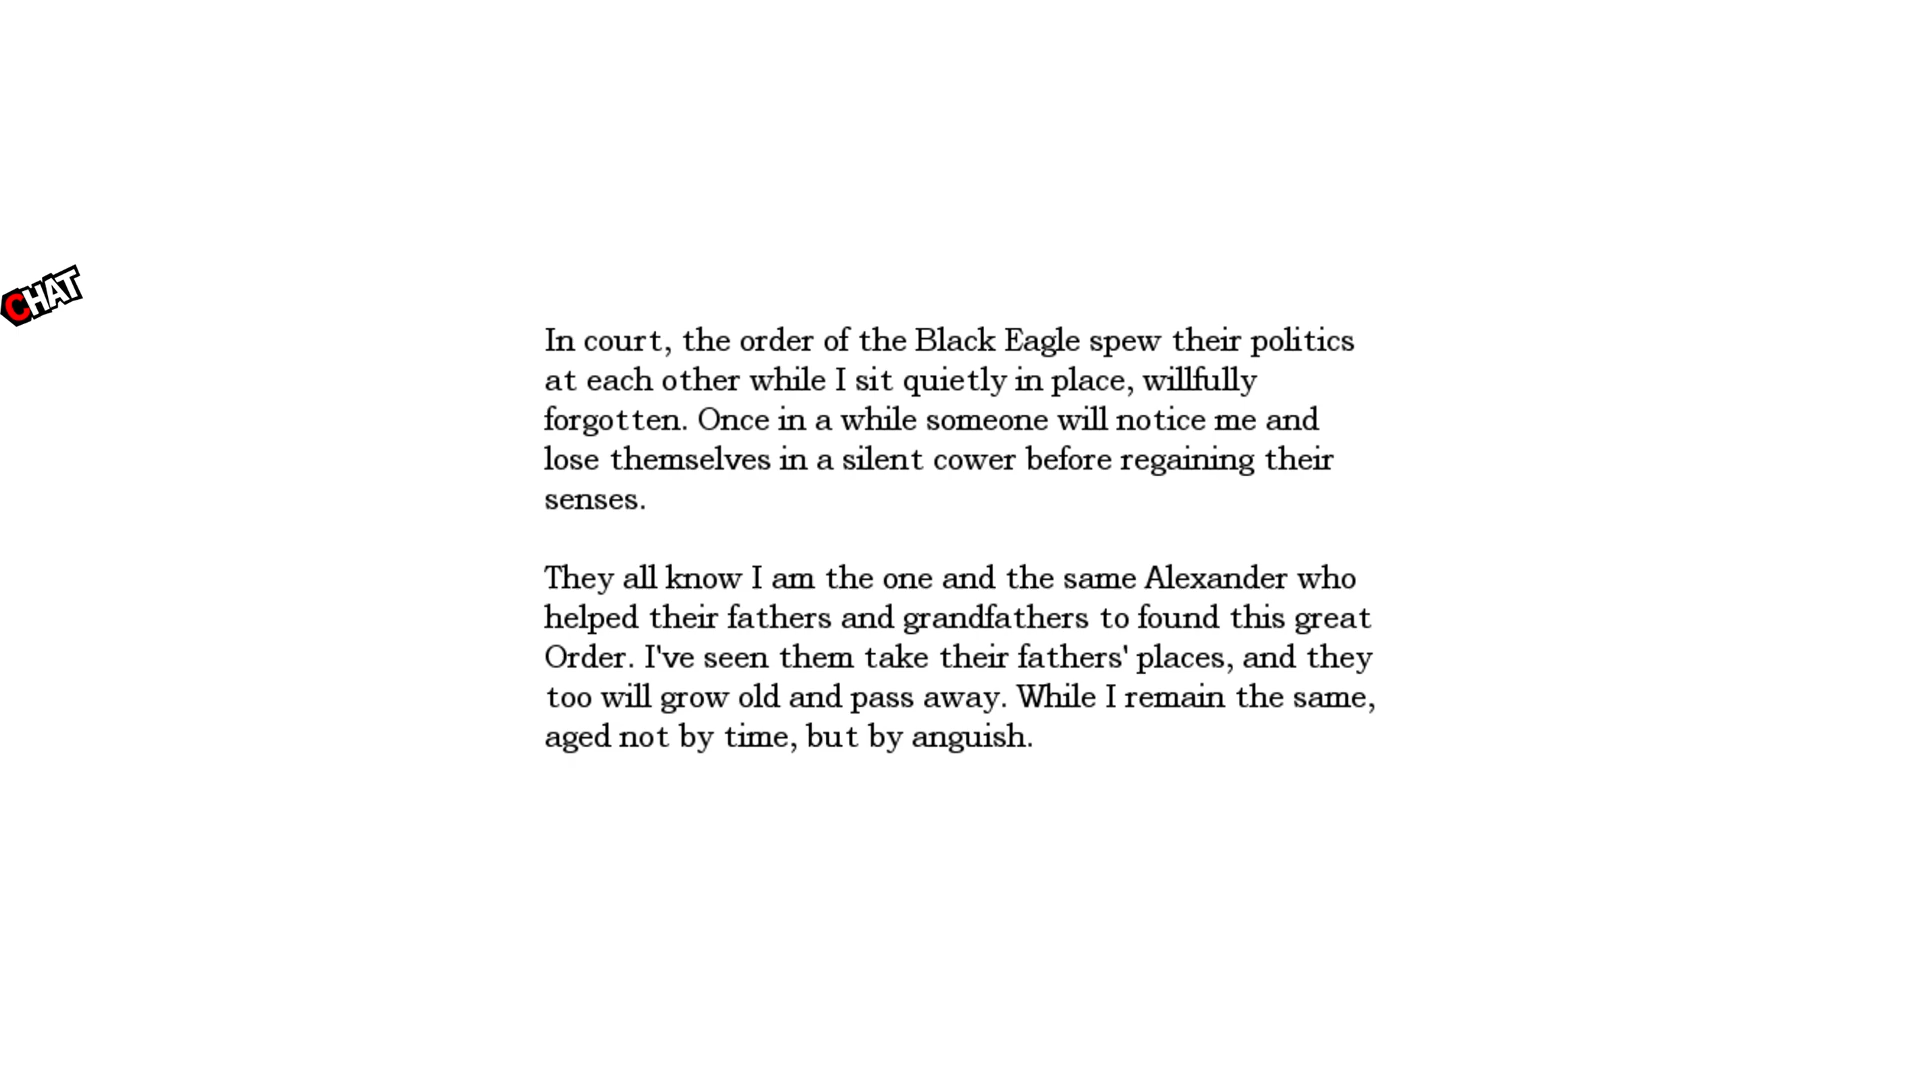 CHAT
In court, the order of the Black Eagle spew their politics
at each other while I sit quietly in place, willfully
forgotten. Once in a while someone will notice me and
lose themselves in a silent cower before regaining their
senses.
They all know I am the one and the same Alexander who
helped their fathers and grandfathers to found this great
Order. I've seen them take their fathers' places, and they
too will grow old and pass away. While I remain the same,
aged not by time, but by anguish.